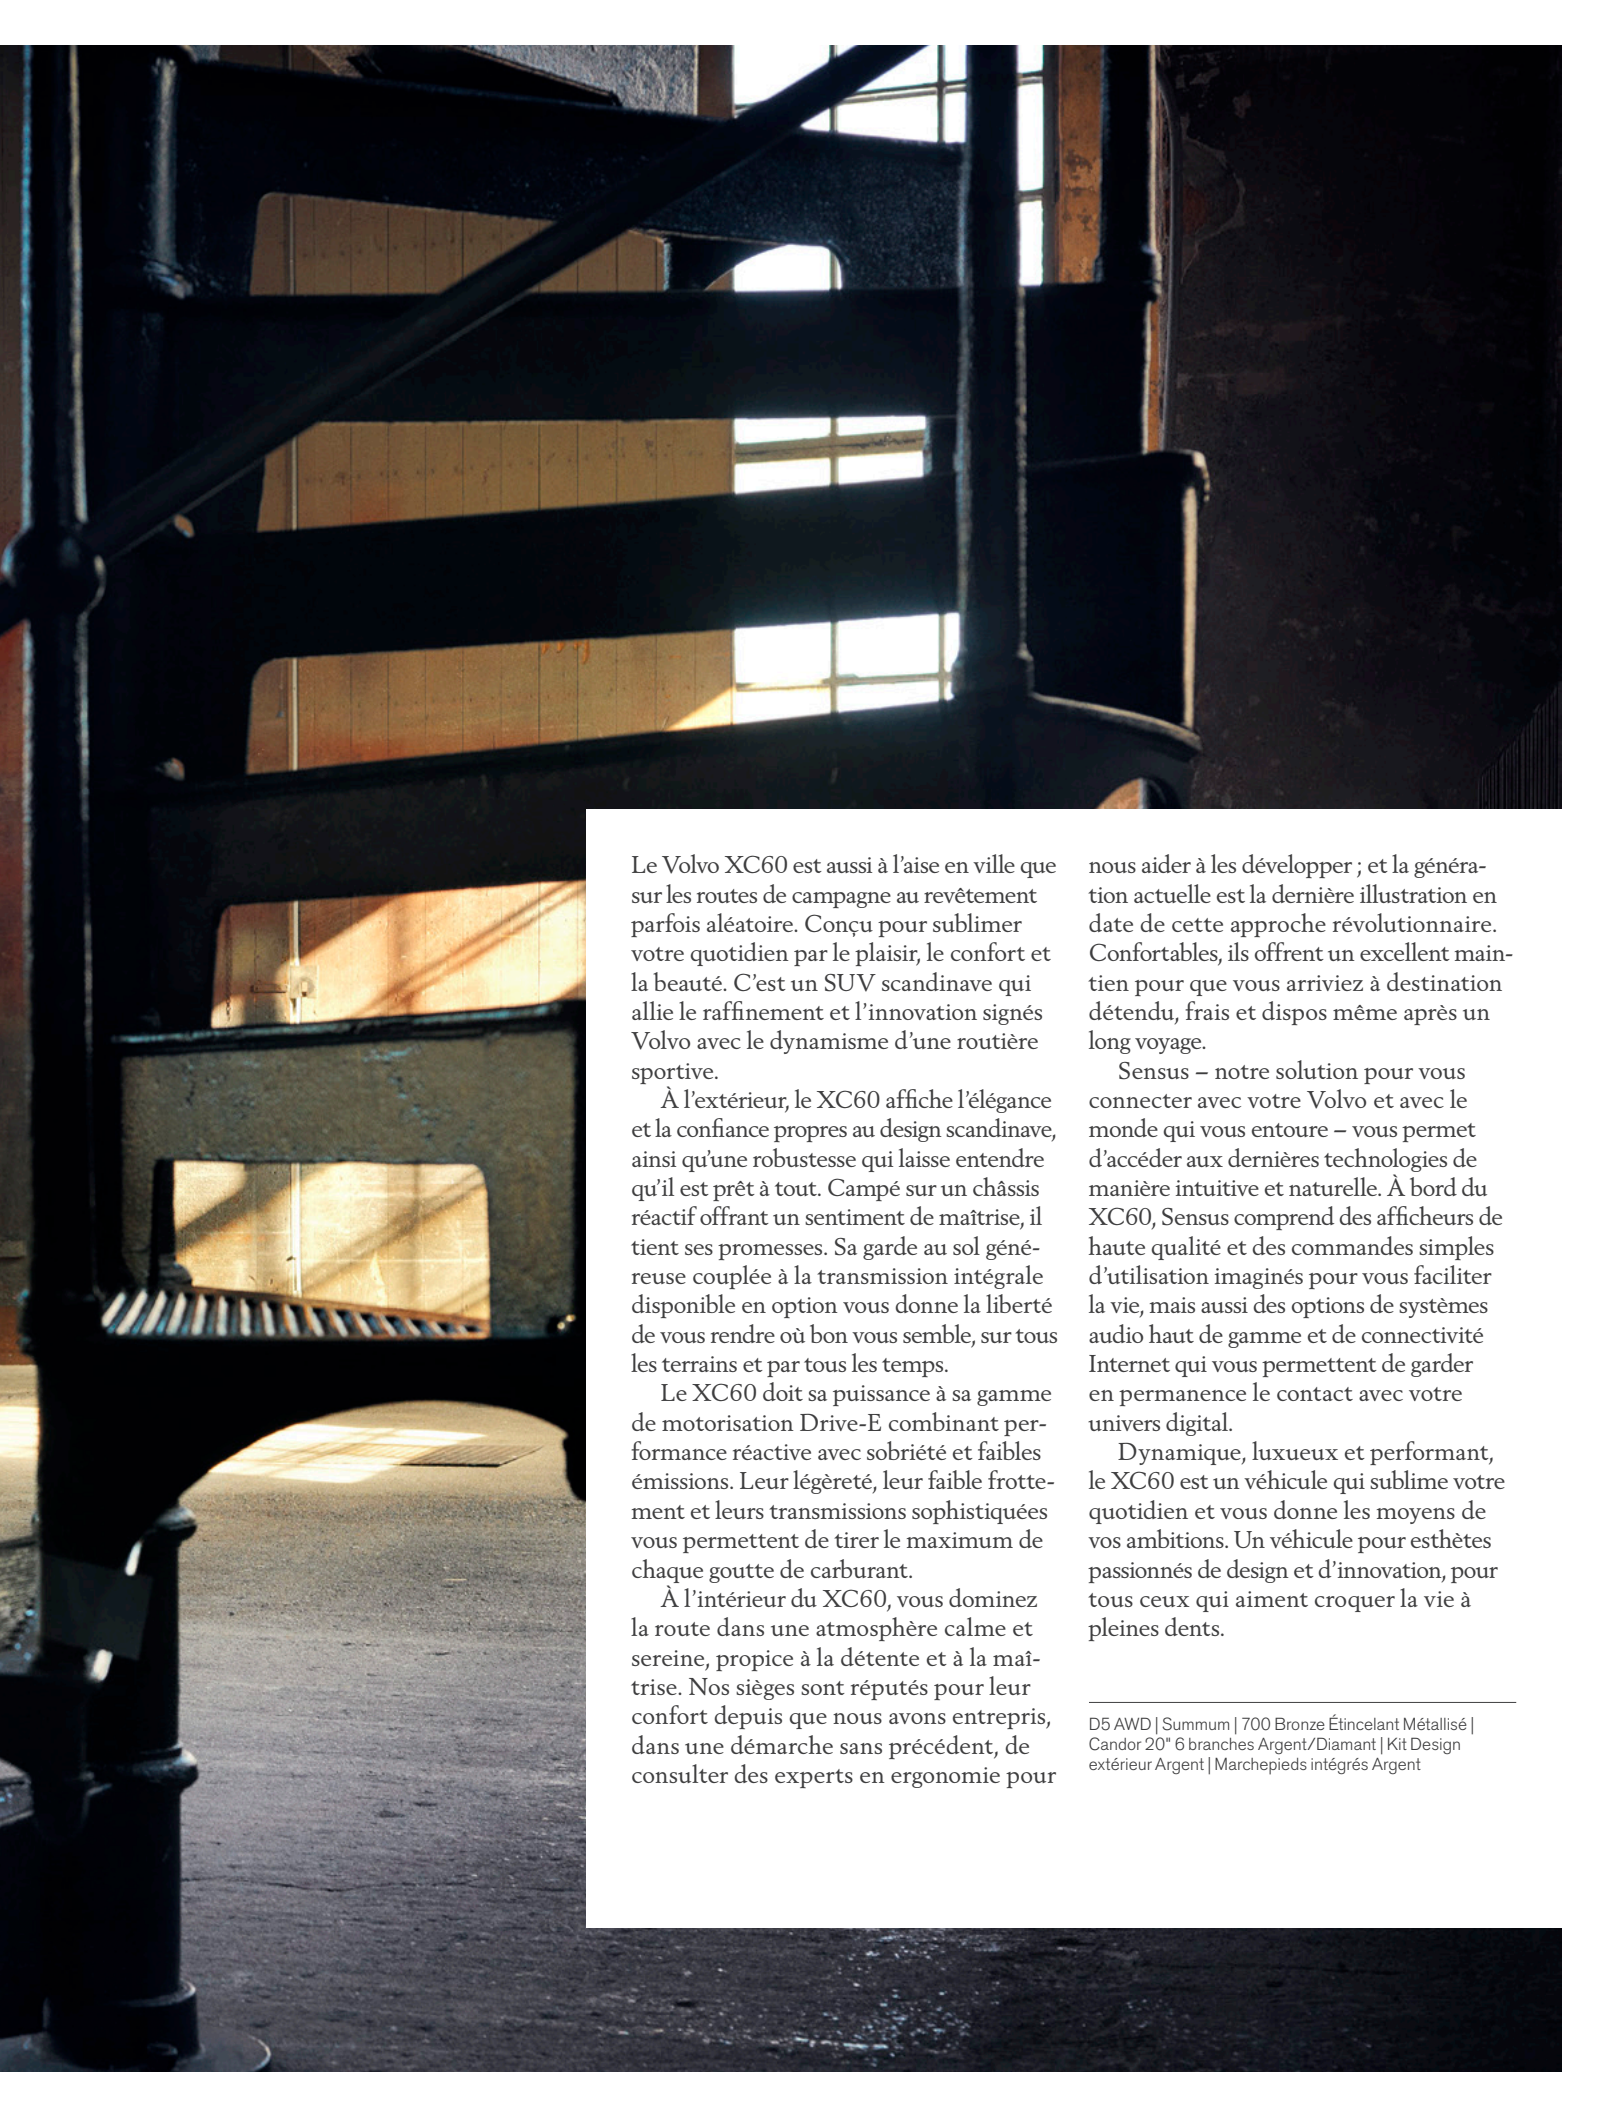 Le Volvo XC60 est aussi à l'aise en ville que
sur les routes de campagne au revêtement
parfois aléatoire. Conçu pour sublimer
votre quotidien par le plaisir, le confort et
la beauté. C'est un SUV scandinave qui
allie le raffinement et l'innovation signés
Volvo avec le dynamisme d'une routière
sportive.
À l'extérieur, le XC60 affiche l'élégance
et la confiance propres au design scandinave,
ainsi qu'une robustesse qui laisse entendre
qu'il est prêt à tout. Campé sur un châssis
réactif offrant un sentiment de maîtrise, il
tient ses promesses. Sa garde au sol géné-
reuse couplée à la transmission intégrale
disponible en option vous donne la liberté
de vous rendre où bon vous semble, sur tous
les terrains et par tous les temps.
Le XC60 doit sa puissance à sa gamme
de motorisation Drive-E combinant per-
formance réactive avec sobriété et faibles
émissions. Leur légèreté, leur faible frotte-
ment et leurs transmissions sophistiquées
vous permettent de tirer le maximum de
chaque goutte de carburant.
À l'intérieur du XC60, vous dominez
la route dans une atmosphère calme et
sereine, propice à la détente et à la maî-
trise. Nos sièges sont réputés pour leur
confort depuis que nous avons entrepris,
dans une démarche sans précédent, de
consulter des experts en ergonomie pour
nous aider à les développer ; et la généra-
tion actuelle est la dernière illustration en
date de cette approche révolutionnaire.
Confortables, ils offrent un excellent main-
tien pour que vous arriviez à destination
détendu, frais et dispos même après un
long voyage.
Sensus – notre solution pour vous
connecter avec votre Volvo et avec le
monde qui vous entoure – vous permet
d'accéder aux dernières technologies de
manière intuitive et naturelle. À bord du
XC60, Sensus comprend des afficheurs de
haute qualité et des commandes simples
d'utilisation imaginés pour vous faciliter
la vie, mais aussi des options de systèmes
audio haut de gamme et de connectivité
Internet qui vous permettent de garder
en permanence le contact avec votre
univers digital.
Dynamique, luxueux et performant,
le XC60 est un véhicule qui sublime votre
quotidien et vous donne les moyens de
vos ambitions. Un véhicule pour esthètes
passionnés de design et d'innovation, pour
tous ceux qui aiment croquer la vie à
pleines dents.
D5 AWD | Summum | 700 Bronze Étincelant Métallisé |
Candor 20" 6 branches Argent/Diamant | Kit Design
extérieur Argent | Marchepieds intégrés Argent